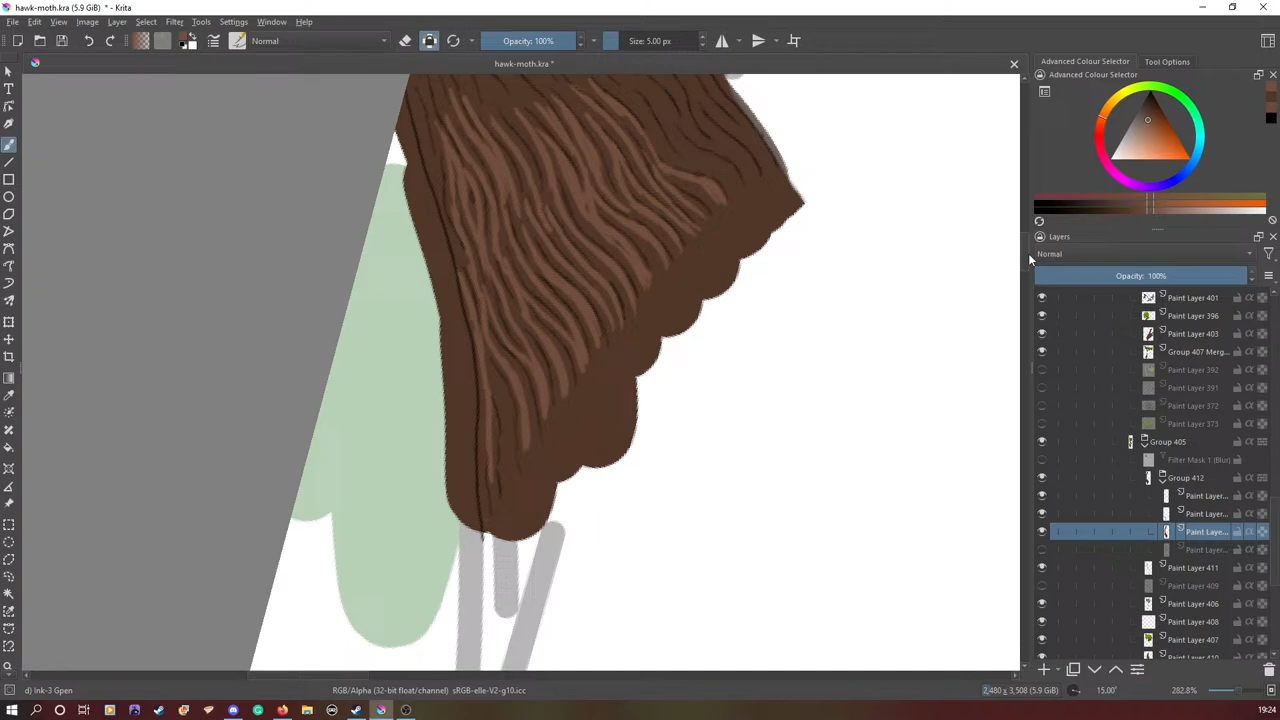 hawk-moth.kra (5.9 GiB) * - Krita
File Edit View Image Layer Select Filter Tools Settings Window Help
Normal
Opacity: 100%
Size: 5.00 px
hawk-moth.kra *
Advanced Colour Selector
Tool Options
Advanced Colour Selector
Layers
Normal
Opacity: 100%
Paint Layer 401
Paint Layer 396
Paint Layer 403
Group 407 Merg...
Paint Layer 392
Paint Layer 391
Paint Layer 372
Paint Layer 373
Group 405
Filter Mask 1 (Blur)
Group 412
Paint Layer...
Paint Layer...
Paint Laye...
Paint Layer...
Paint Layer 411
Paint Layer 409
Paint Layer 406
Paint Layer 408
Paint Layer 407
Paint Layer 410
d) Ink-3 Gpen
RGB/Alpha (32-bit float/channel) sRGB-elle-V2-g10.icc
2,480 x 3,508 (5.9 GiB)
15.00°
282.8%
19:24